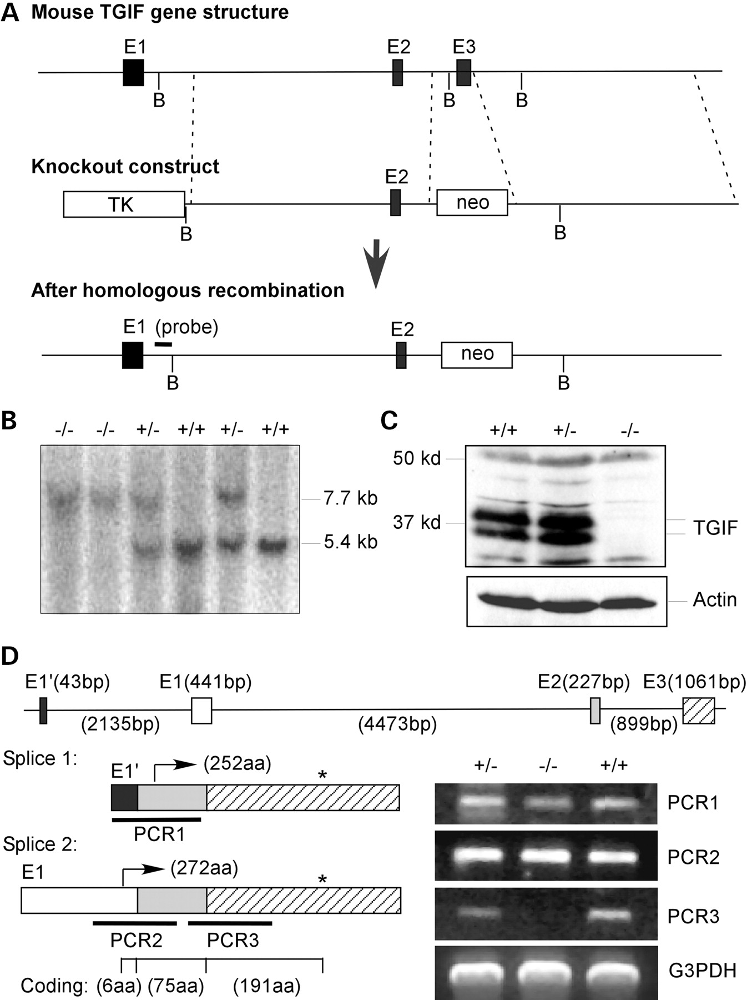 A Mouse TGIF gene structure
E1 E2 E3
B B B
Knockout construct
E2
TK neo
B B
After homologous recombination
E1 (probe) E2
neo
B B
B
-/- -/- +/- +/+ +/- +/+
7.7 kb
5.4 kb
C
+/+ +/- -/-
50 kd
37 kd
TGIF
Actin
D
E1'(43bp) E1(441bp) E2(227bp) E3(1061bp)
(2135bp) (4473bp) (899bp)
Splice 1:
E1' (252aa) *
PCR1
Splice 2:
E1 (272aa) *
PCR2 PCR3
Coding: (6aa) (75aa) (191aa)
+/- -/- +/+
PCR1
PCR2
PCR3
G3PDH